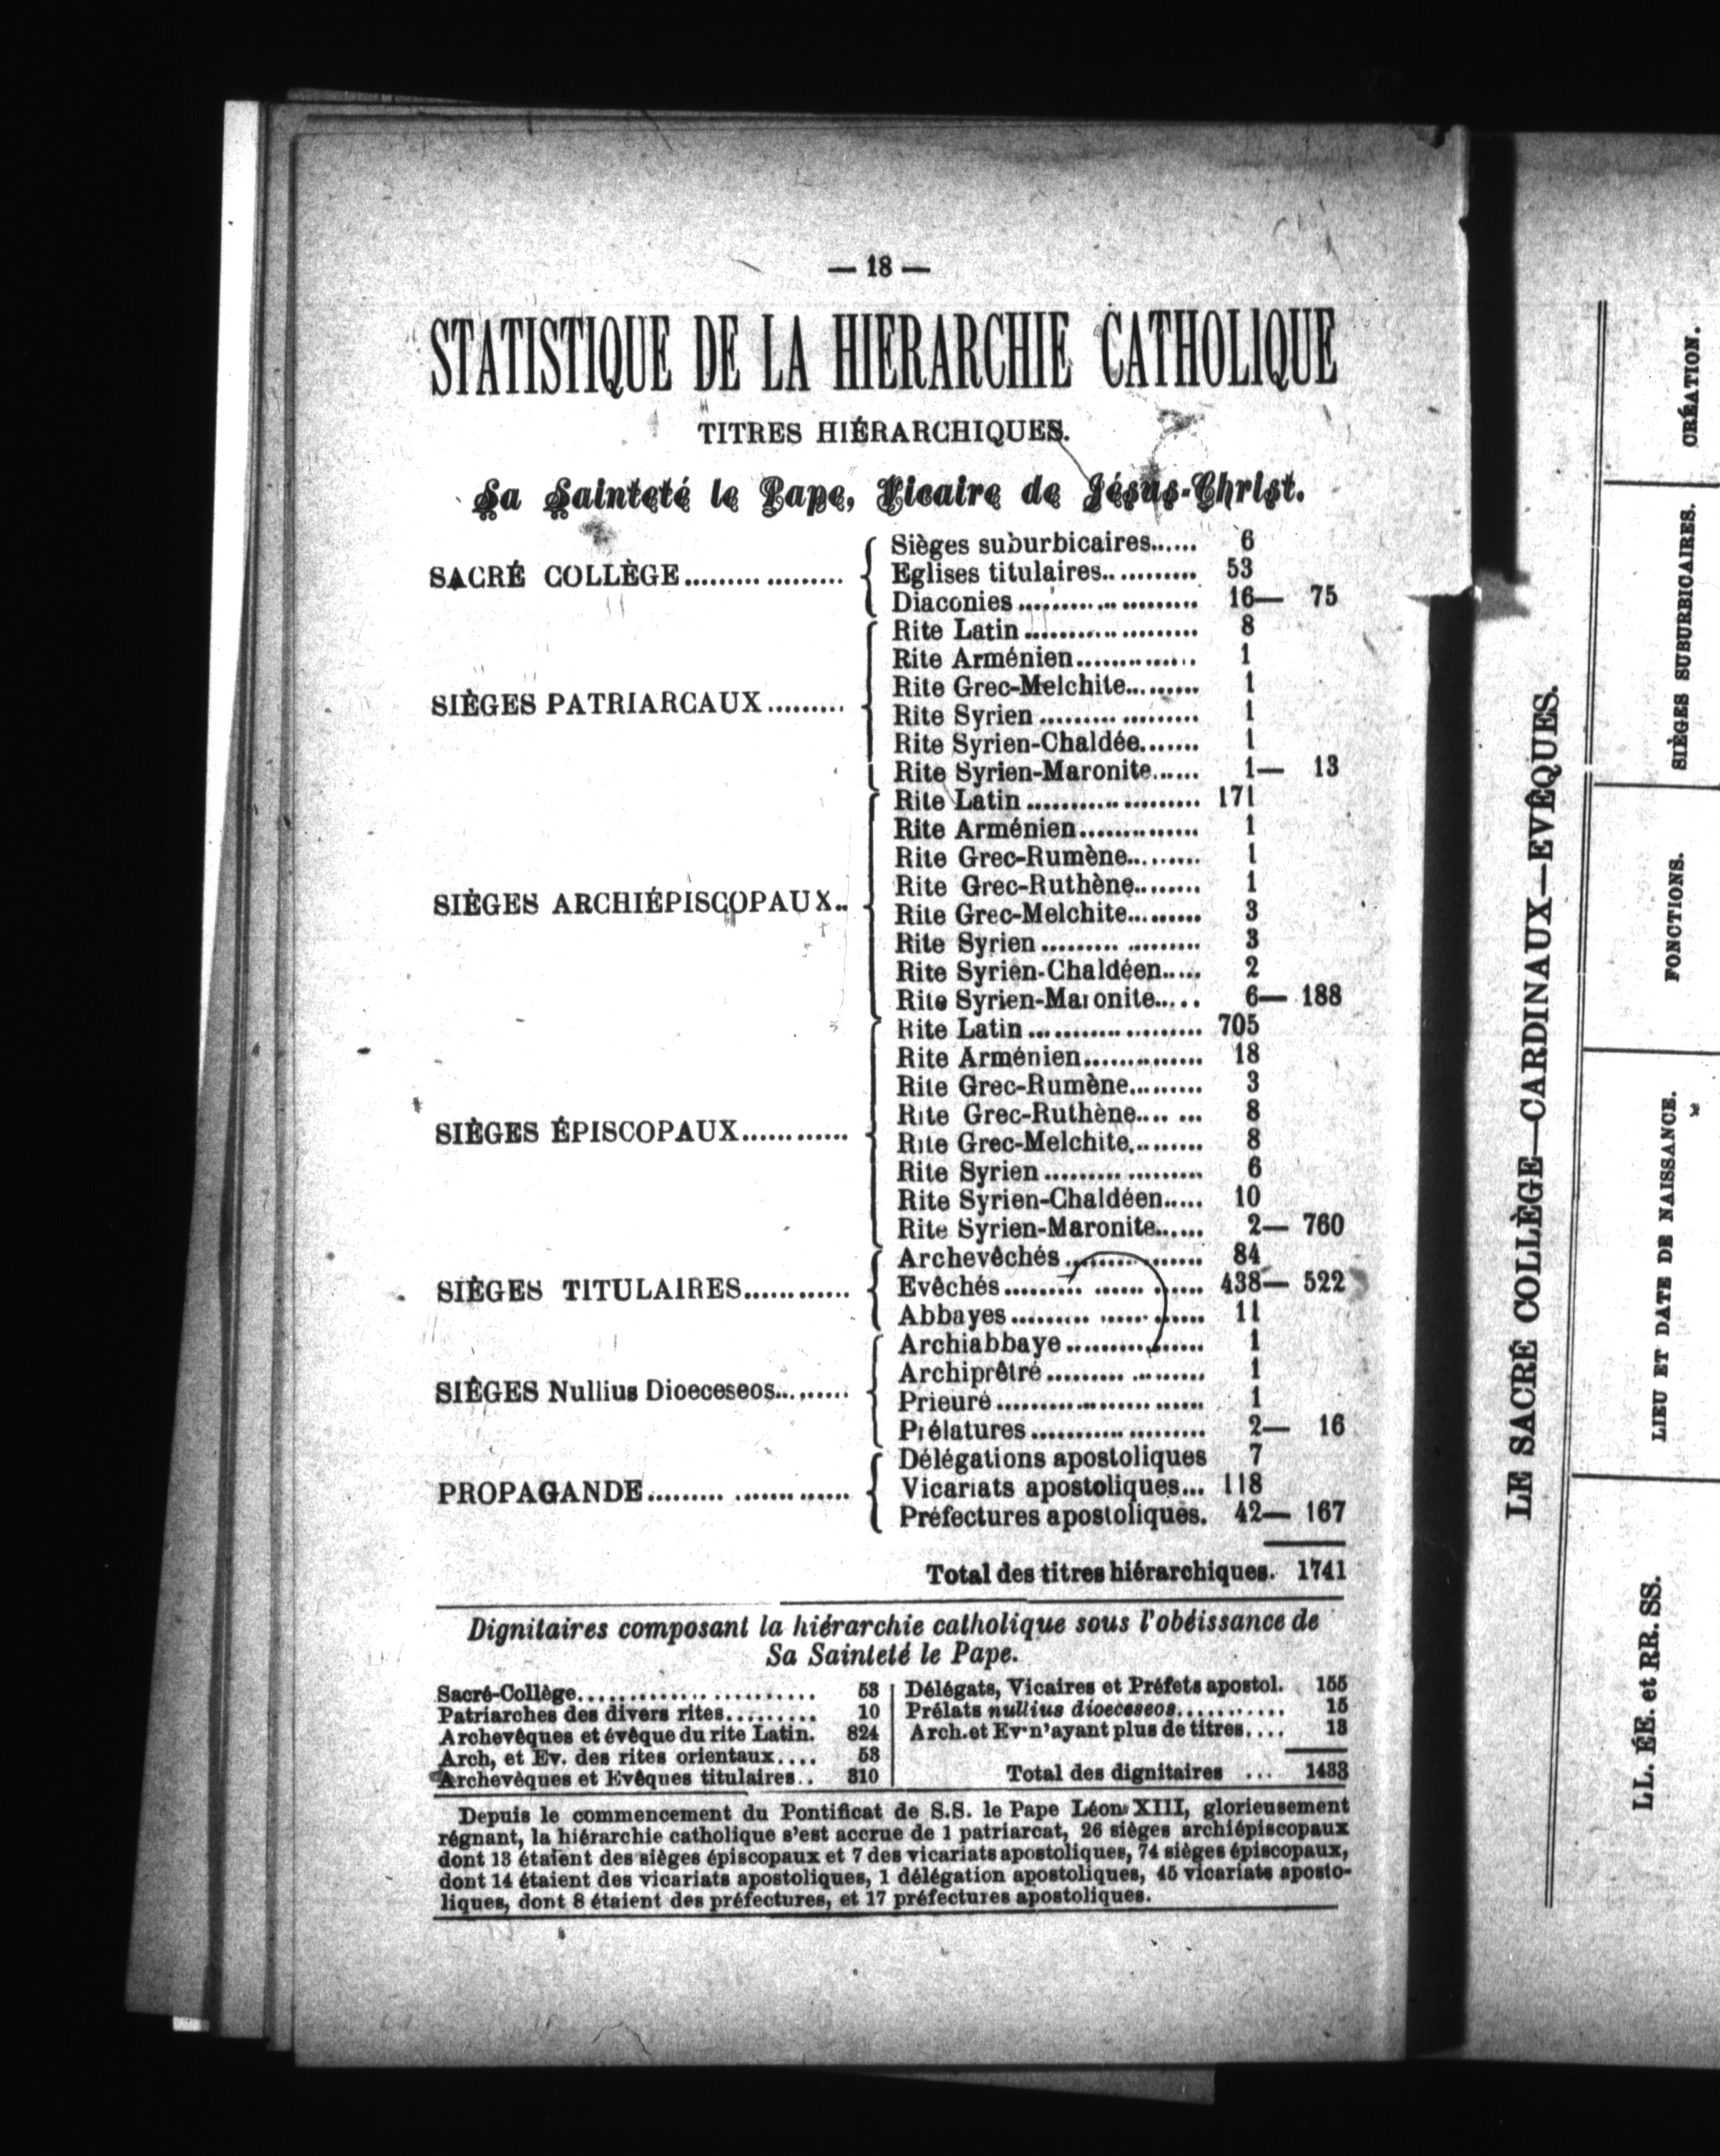 — 18 —
STATISTIQUE DE LA HIERARCHIE CATHOLIQUE
TITRES HIÉRARCHIQUES.
Sa Sainteté le Pape, Vicaire de Jésus-Christ.
SACRÉ COLLÈGE
Sièges suburbicaires...... 6
Eglises titulaires............ 53
Diaconies ..................... 16— 75
SIÈGES PATRIARCAUX
Rite Latin ..................... 8
Rite Arménien.............. 1
Rite Grec-Melchite......... 1
Rite Syrien .................. 1
Rite Syrien-Chaldée....... 1
Rite Syrien-Maronite...... 1— 13
SIÈGES ARCHIÉPISCOPAUX..
Rite Latin ..................... 171
Rite Arménien.............. 1
Rite Grec-Rumène......... 1
Rite Grec-Ruthène........ 1
Rite Grec-Melchite......... 3
Rite Syrien .................. 3
Rite Syrien-Chaldéen..... 2
Rite Syrien-Maronite..... 6— 188
SIÈGES ÉPISCOPAUX............
Rite Latin ..................... 705
Rite Arménien.............. 18
Rite Grec-Rumène......... 3
Rite Grec-Ruthène.... ... 8
Rite Grec-Melchite......... 8
Rite Syrien .................. 6
Rite Syrien-Chaldéen..... 10
Rite Syrien-Maronite...... 2— 760
SIÈGES TITULAIRES............
Archevêchés ................ 84
Evêchés ...................... 438— 522
Abbayes ...................... 11
SIÈGES Nullius Dioeceseos.........
Archiabbaye ................ 1
Archiprêtré .................. 1
Prieuré ........................ 1
Prélatures .................... 2— 16
PROPAGANDE......... .............
Délégations apostoliques 7
Vicariats apostoliques... 118
Préfectures apostoliques. 42— 167
Total des titres hiérarchiques. 1741
Dignitaires composant la hiérarchie catholique sous l'obéissance de
Sa Sainteté le Pape.
Sacré-Collège........................ 53
Patriarches des divers rites......... 10
Archevêques et évêque du rite Latin. 824
Arch, et Ev. des rites orientaux.... 53
Archevèques et Evêques titulaires.. 310
Délégats, Vicaires et Préfets apostol. 155
Prélats nullius dioeceseos........... 15
Arch.et Ev·n'ayant plus de titres.... 13
Total des dignitaires ... 1433
Depuis le commencement du Pontificat de S.S. le Pape Léon XIII, glorieusement
régnant, la hiérarchie catholique s'est accrue de 1 patriarcat, 26 sièges archiépiscopaux
dont 13 étaient des sièges épiscopaux et 7 des vicariats apostoliques, 74 sièges épiscopaux,
dont 14 étaient des vicariats apostoliques, 1 délégation apostoliques, 45 vicariats aposto-
liques, dont 8 étaient des préfectures, et 17 préfectures apostoliques.
LE SACRÉ COLLÈGE—CARDINAUX—EVÊQUES.
LL. ÉE. et RR. SS.
LIEU ET DATE DE NAISSANCE.
FONCTIONS.
SIÈGES SUBURBICAIRES.
CRÉATION.